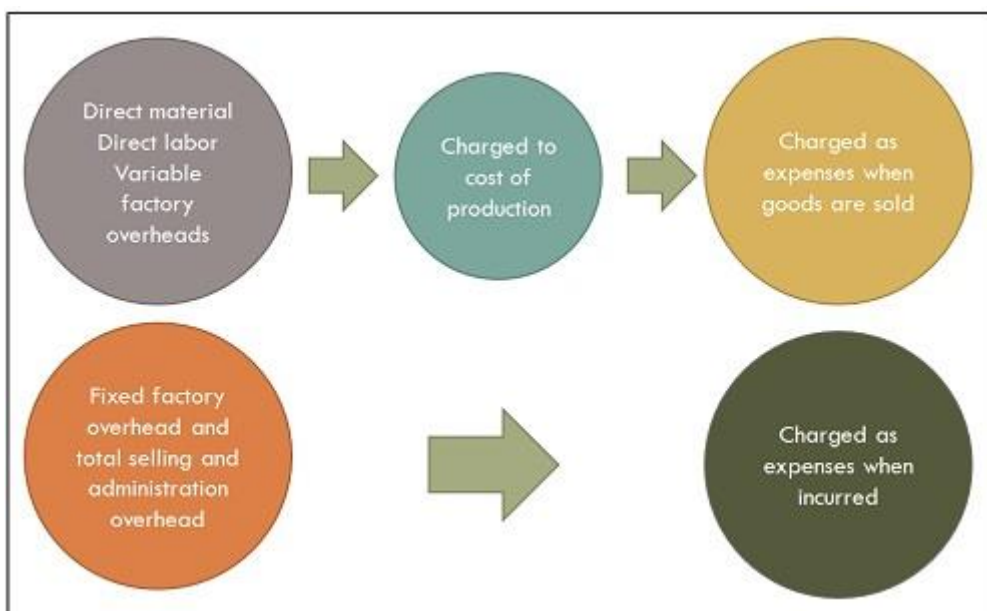 Direct material
Direct labor
Variable
factory
overheads
Charged to
cost of
production
Charged as
expenses when
goods are sold
Fixed factory
overhead and
total selling and
administration
overhead
Charged as
expenses when
incurred